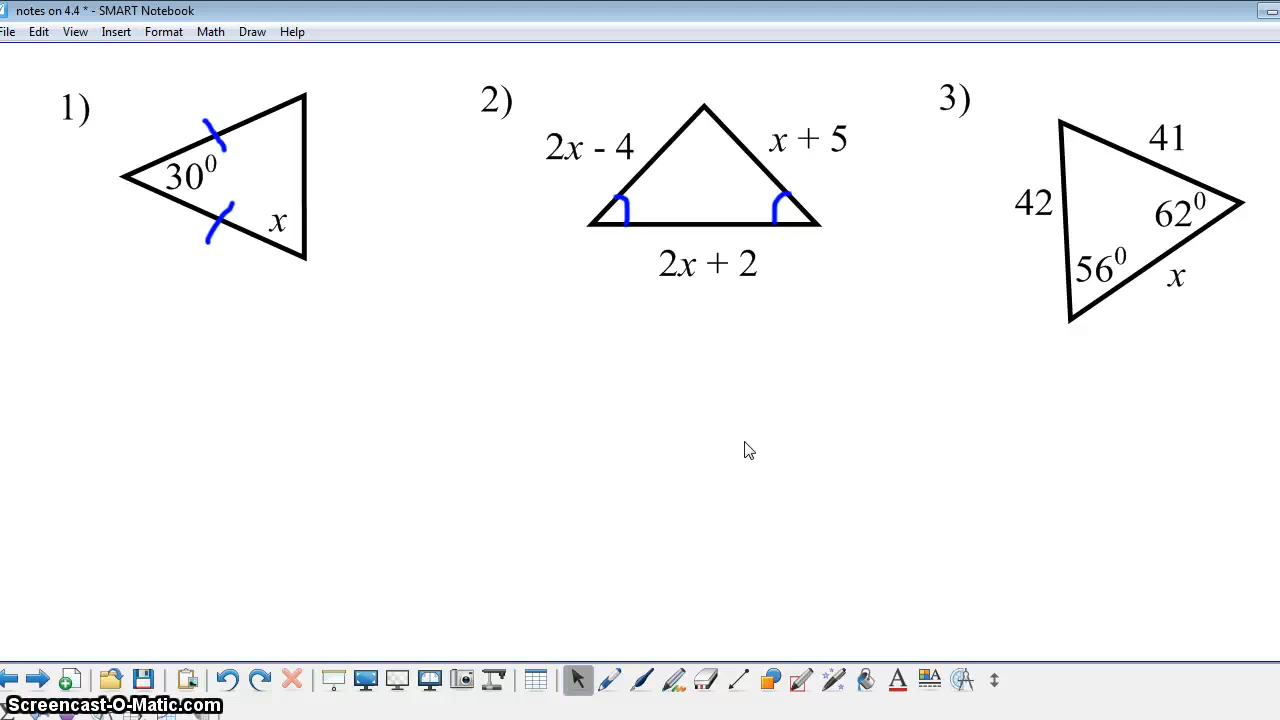 notes on 4.4 * - SMART Notebook
File Edit View Insert Format Math Draw Help
1)
30⁰
x
2)
2x - 4
x + 5
2x + 2
3)
41
42
62⁰
56⁰
x
Screencast-O-Matic.com